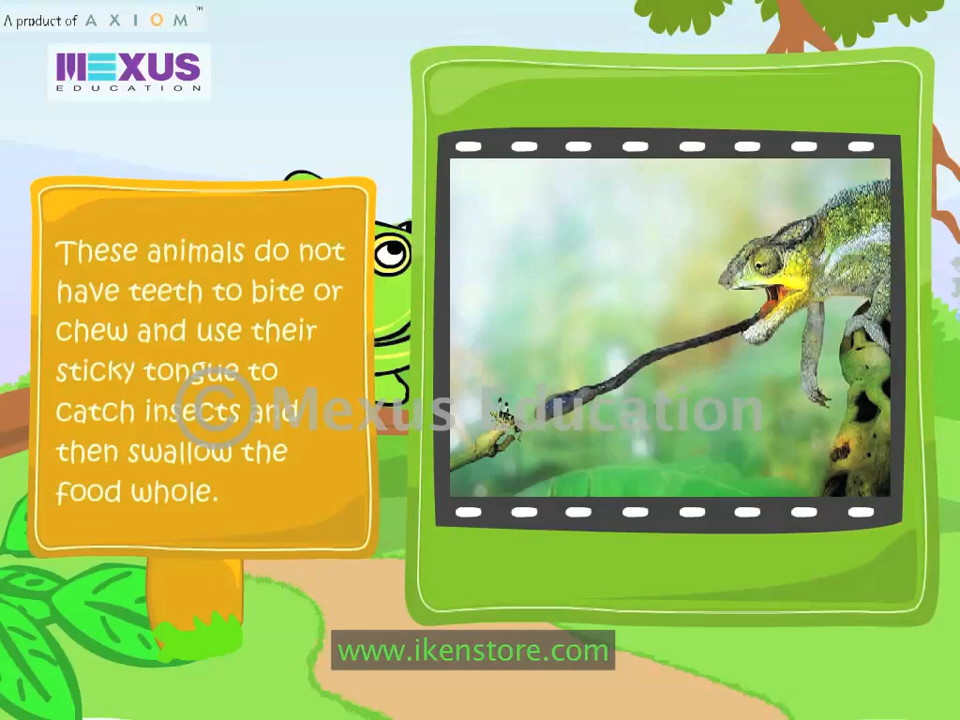 A product of AXIOM™
MEXUS
EDUCATION
These animals do not
have teeth to bite or
chew and use their
sticky tongue to
catch insects and
then swallow the
food whole.
© Mexus Education
www.ikenstore.com